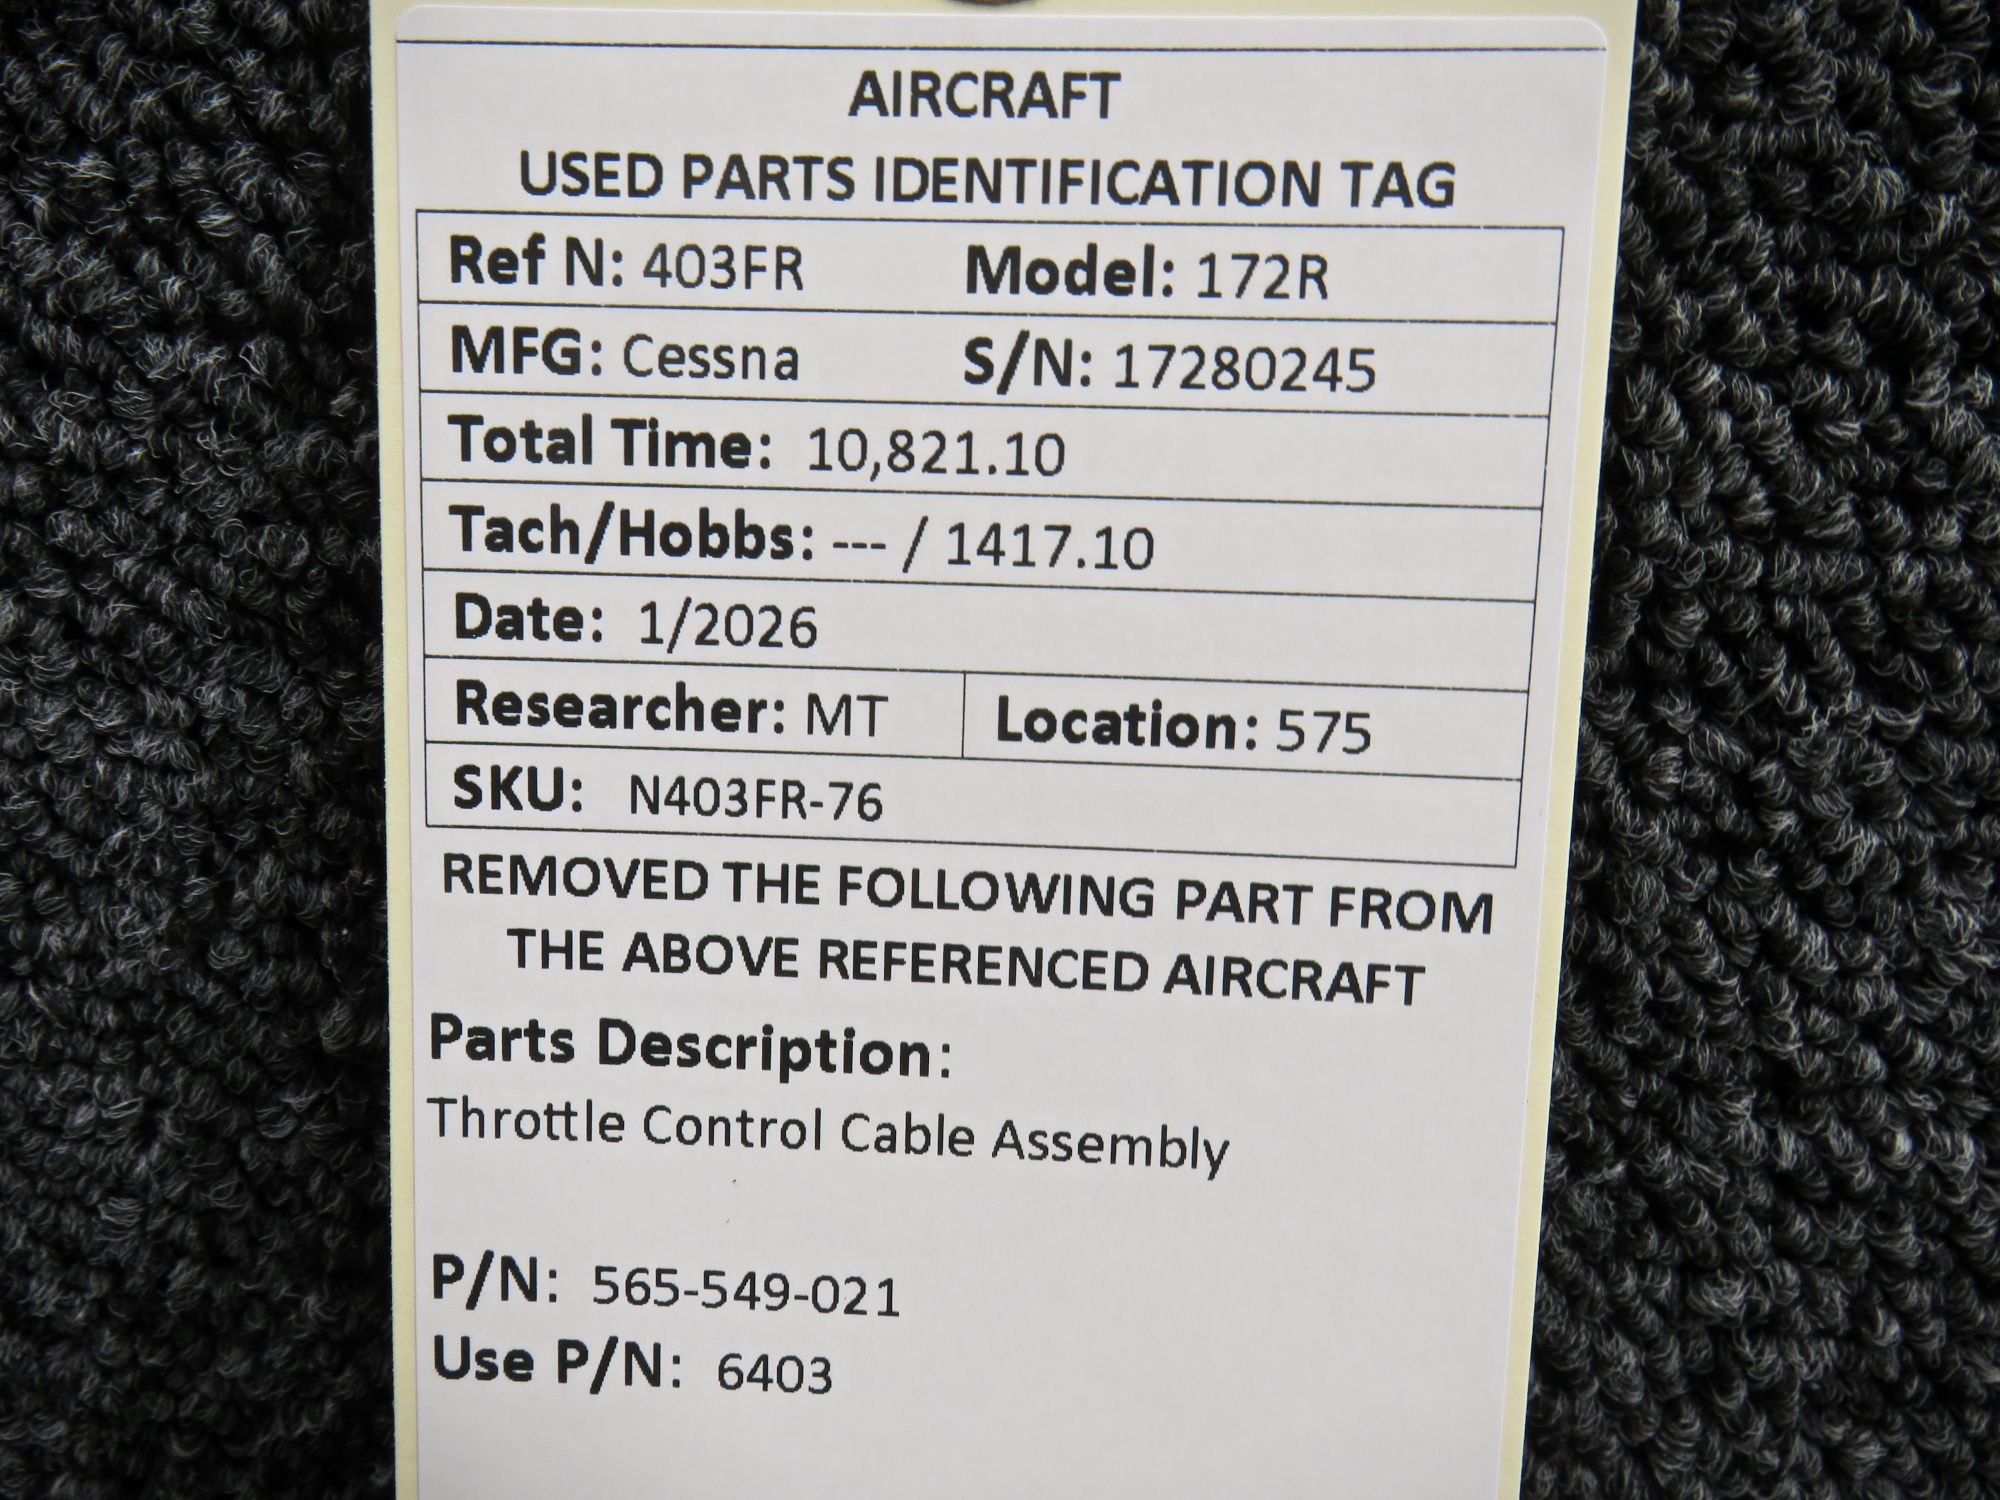 AIRCRAFT
USED PARTS IDENTIFICATION TAG
Ref N: 403FR Model: 172R
MFG: Cessna S/N: 17280245
Total Time: 10,821.10
Tach/Hobbs: --- / 1417.10
Date: 1/2026
Researcher: MT Location: 575
SKU: N403FR-76
REMOVED THE FOLLOWING PART FROM
THE ABOVE REFERENCED AIRCRAFT
Parts Description:
Throttle Control Cable Assembly
P/N: 565-549-021
Use P/N: 6403